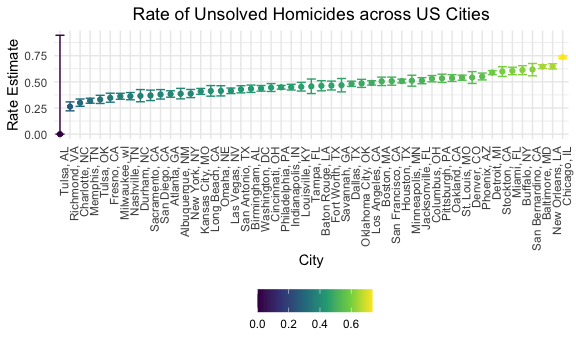 Rate of Unsolved Homicides across US Cities
Rate Estimate
0.75
0.50
0.25
0.00
Tulsa, AL
Richmond, VA
Charlotte, NC
Memphis, TN
Tulsa, OK
Fresno, CA
Milwaukee, wI
Nashville, TN
Durham, NC
Sacramento, CA
San Diego, CA
Atlanta, GA
Albuquerque, NM
New York, NY
Kansas City, MO
Long Beach, CA
Omaha, NE
Las Vegas, NV
San Antonio, TX
Birmingham, AL
Washington, DC
Cincinnati, OH
Philadelphia, PA
Indianapolis, IN
Louisville, KY
Tampa, FL
Baton Rouge, LA
Fort Worth, TX
Savannah, GA
Dallas, TX
Oklahoma City, OK
Los Angeles, CA
Boston, MA
San Francisco, CA
Houston, TX
Minneapolis, MN
Jacksonville, FL
Columbus, OH
Pittsburgh, PA
Oakland, CA
St. Louis, MO
Denver, CO
Phoenix, AZ
Detroit, MI
Stockton, CA
Miami, FL
Buffalo, NY
San Bernardino, CA
Baltimore, MD
New Orleans, LA
Chicago, IL
City
0.0 0.2 0.4 0.6